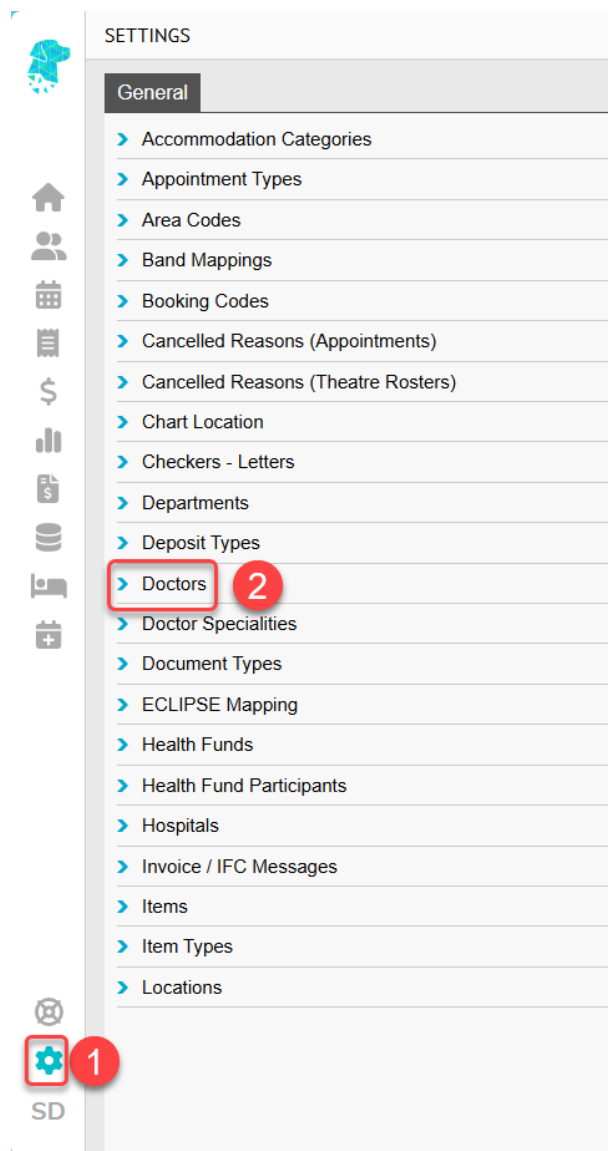 SETTINGS
General
Accommodation Categories
Appointment Types
Area Codes
Band Mappings
Booking Codes
Cancelled Reasons (Appointments)
Cancelled Reasons (Theatre Rosters)
Chart Location
Checkers - Letters
Departments
Deposit Types
Doctors 2
Doctor Specialities
Document Types
ECLIPSE Mapping
Health Funds
Health Fund Participants
Hospitals
Invoice / IFC Messages
Items
Item Types
Locations
1
SD